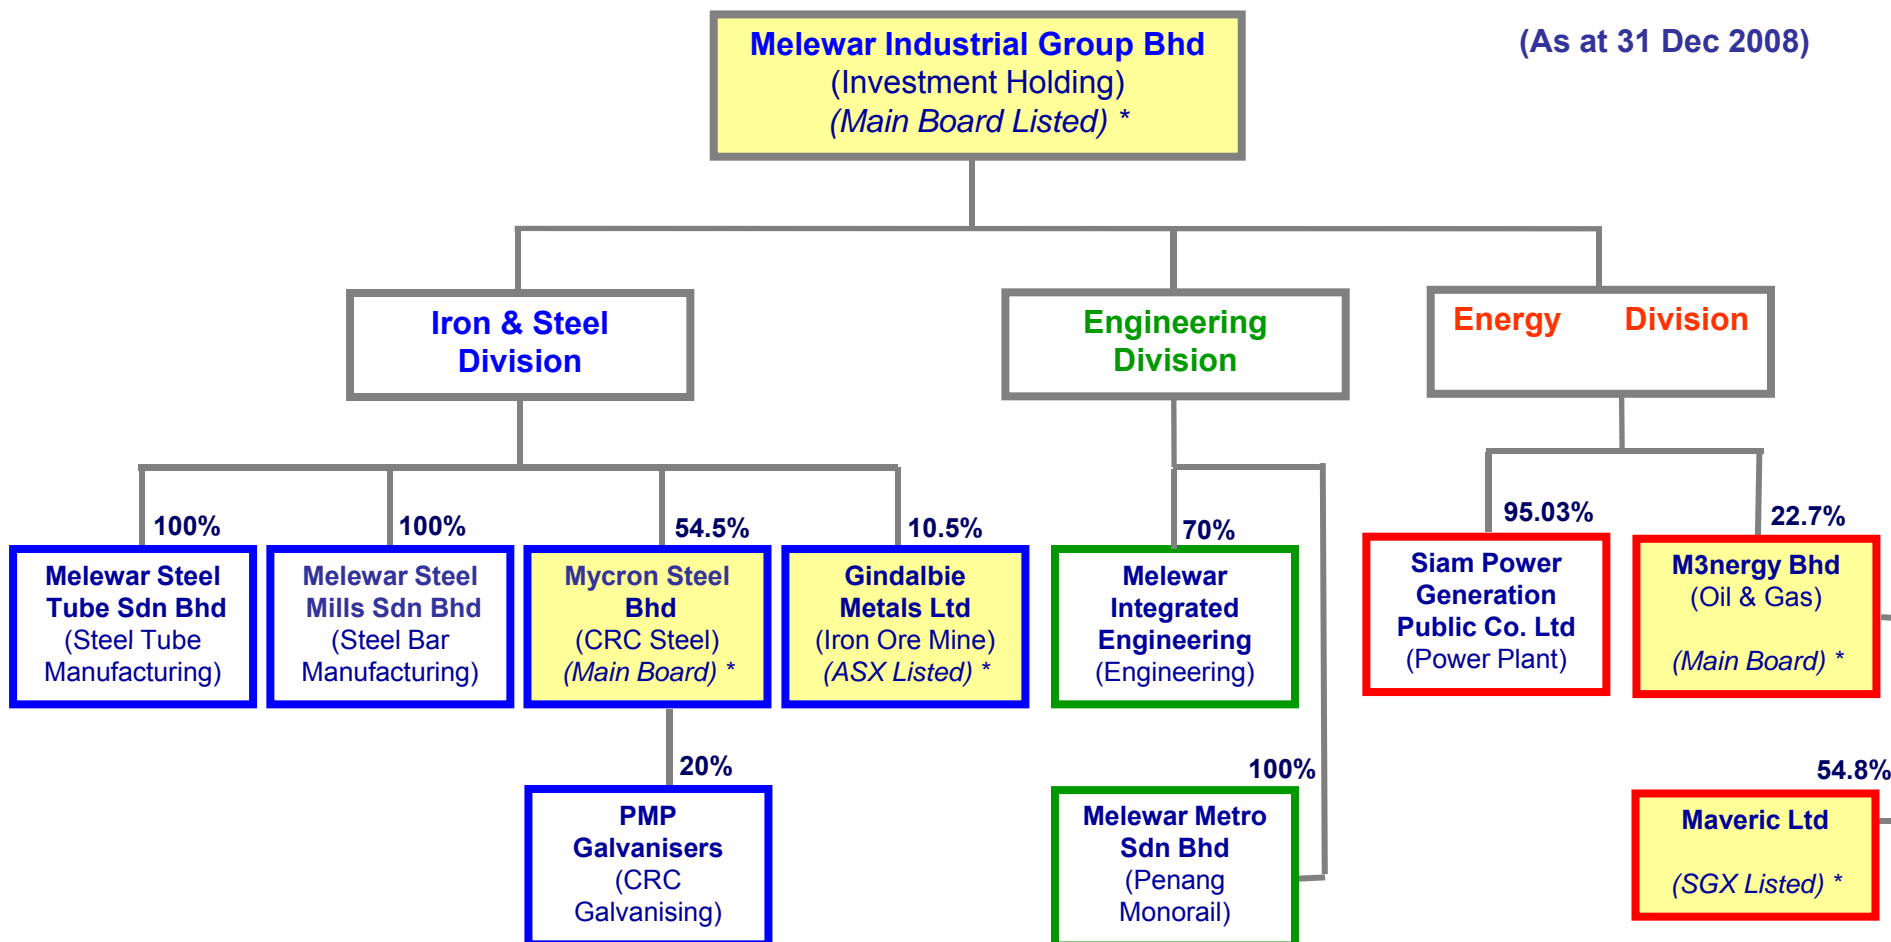 Melewar Industrial Group Bhd
(Investment Holding)
(Main Board Listed) *
(As at 31 Dec 2008)
Iron & Steel
Division
Engineering
Division
Energy Division
100%
Melewar Steel
Tube Sdn Bhd
(Steel Tube
Manufacturing)
100%
Melewar Steel
Mills Sdn Bhd
(Steel Bar
Manufacturing)
54.5%
Mycron Steel
Bhd
(CRC Steel)
(Main Board) *
10.5%
Gindalbie
Metals Ltd
(Iron Ore Mine)
(ASX Listed) *
70%
Melewar
Integrated
Engineering
(Engineering)
95.03%
Siam Power
Generation
Public Co. Ltd
(Power Plant)
22.7%
M3nergy Bhd
(Oil & Gas)
(Main Board) *
20%
PMP
Galvanisers
(CRC
Galvanising)
100%
Melewar Metro
Sdn Bhd
(Penang
Monorail)
54.8%
Maveric Ltd
(SGX Listed) *